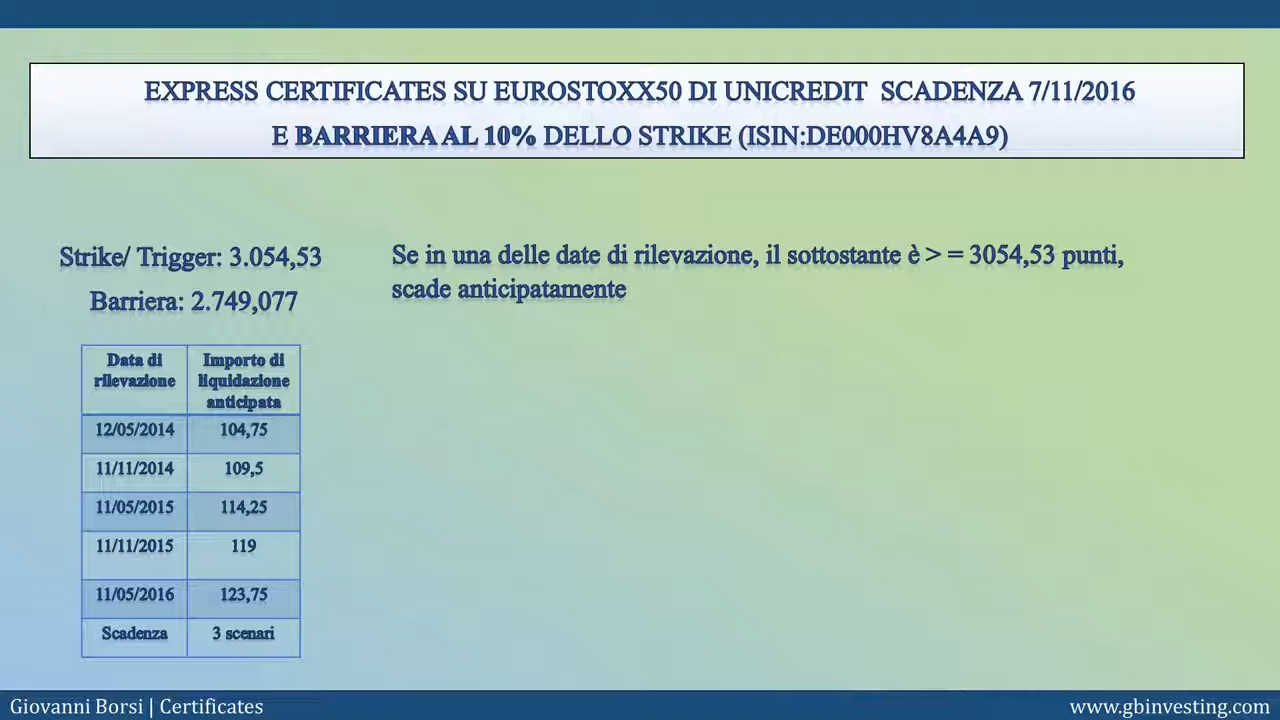 EXPRESS CERTIFICATES SU EUROSTOXX50 DI UNICREDIT SCADENZA 7/11/2016
E BARRIERA AL 10% DELLO STRIKE (ISIN:DE000HV8A4A9)
Strike/ Trigger: 3.054,53
Barriera: 2.749,077
Se in una delle date di rilevazione, il sottostante è > = 3054,53 punti,
scade anticipatamente
Data di rilevazione Importo di liquidazione anticipata
12/05/2014 104,75
11/11/2014 109,5
11/05/2015 114,25
11/11/2015 119
11/05/2016 123,75
Scadenza 3 scenari
Giovanni Borsi | Certificates www.gbinvesting.com